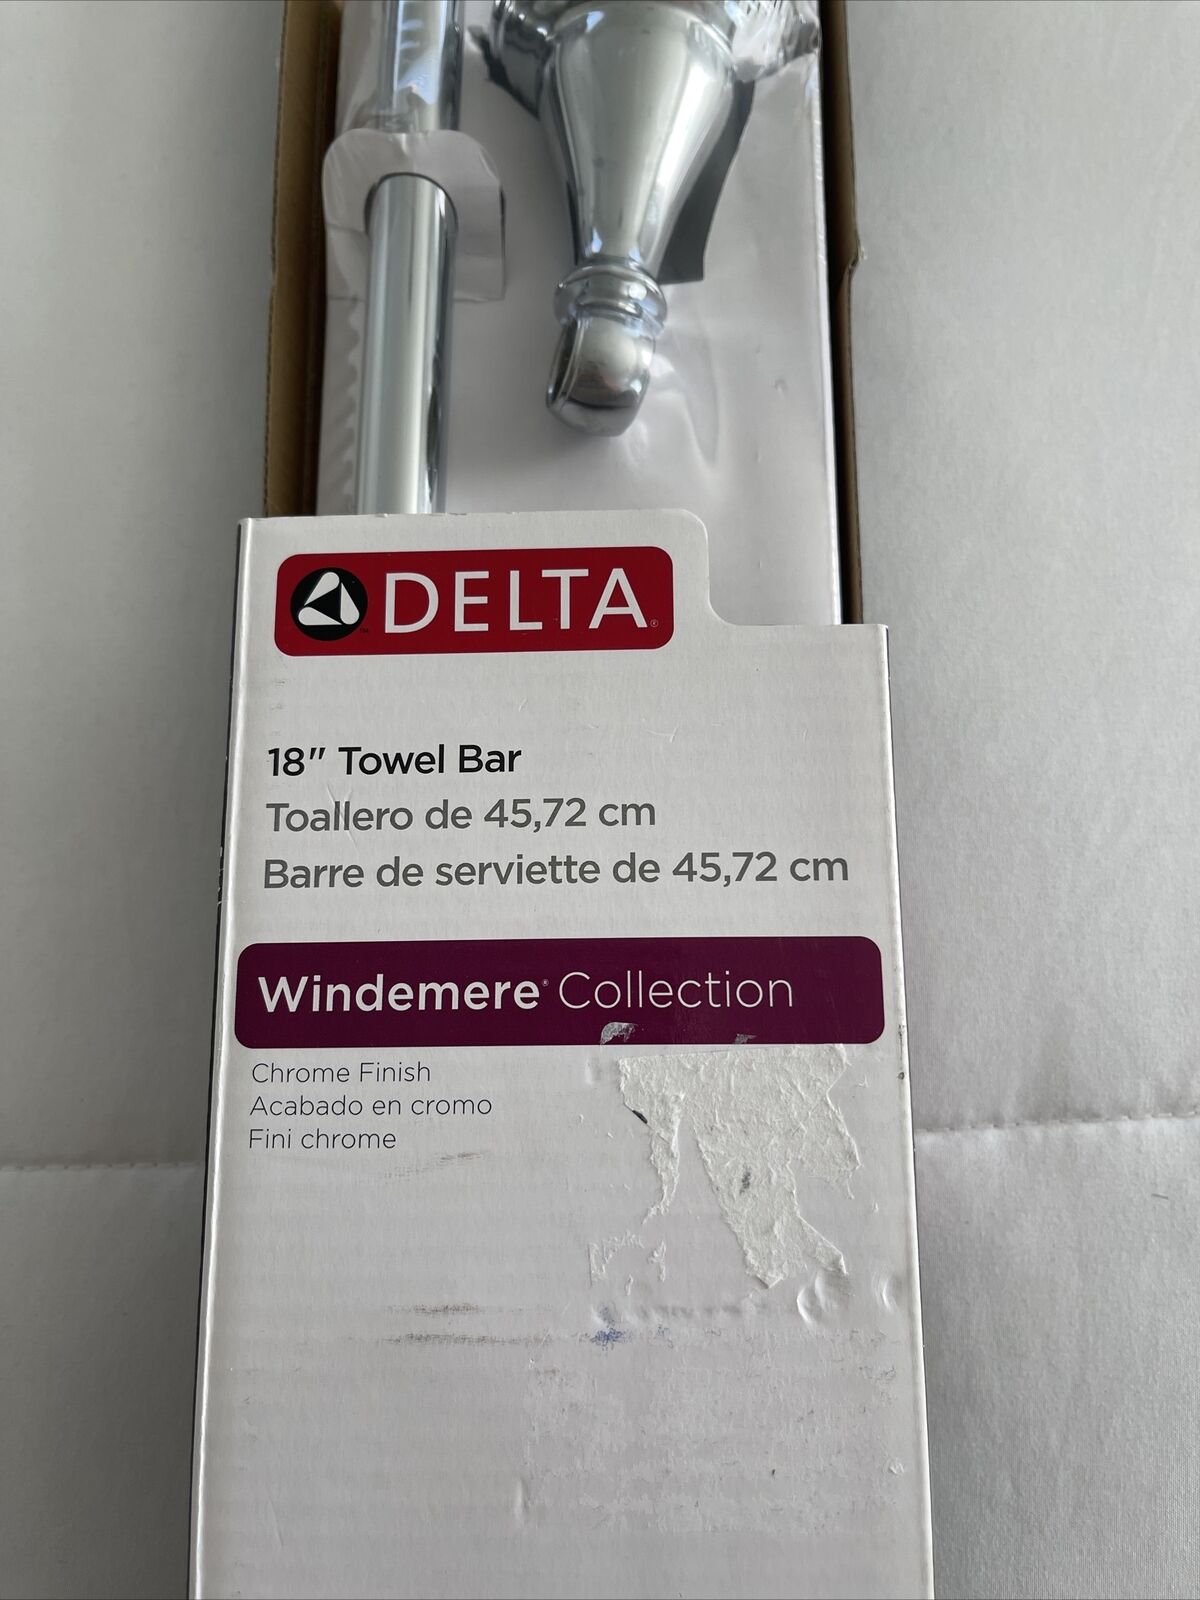 DELTA
18" Towel Bar
Toallero de 45,72 cm
Barre de serviette de 45,72 cm
Windemere® Collection
Chrome Finish
Acabado en cromo
Fini chrome